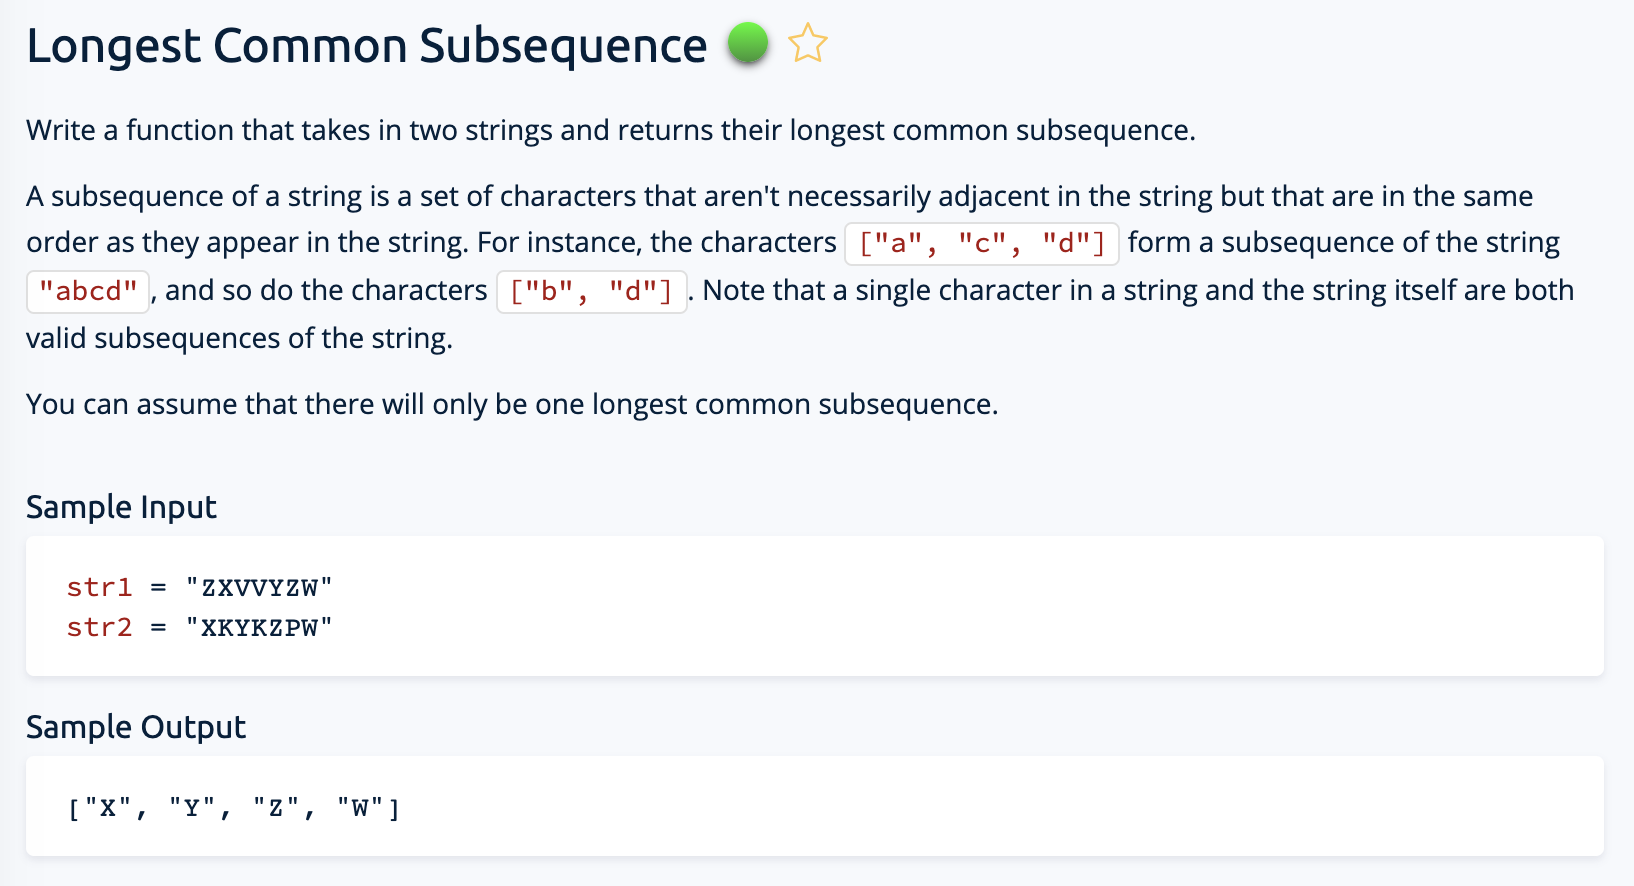 Longest Common Subsequence
Write a function that takes in two strings and returns their longest common subsequence.
A subsequence of a string is a set of characters that aren't necessarily adjacent in the string but that are in the same
order as they appear in the string. For instance, the characters ["a", "c", "d"] form a subsequence of the string
"abcd", and so do the characters ["b", "d"]. Note that a single character in a string and the string itself are both
valid subsequences of the string.
You can assume that there will only be one longest common subsequence.
Sample Input
str1 = "ZXVVYZW"
str2 = "XKYKZPW"
Sample Output
["X", "Y", "Z", "W"]